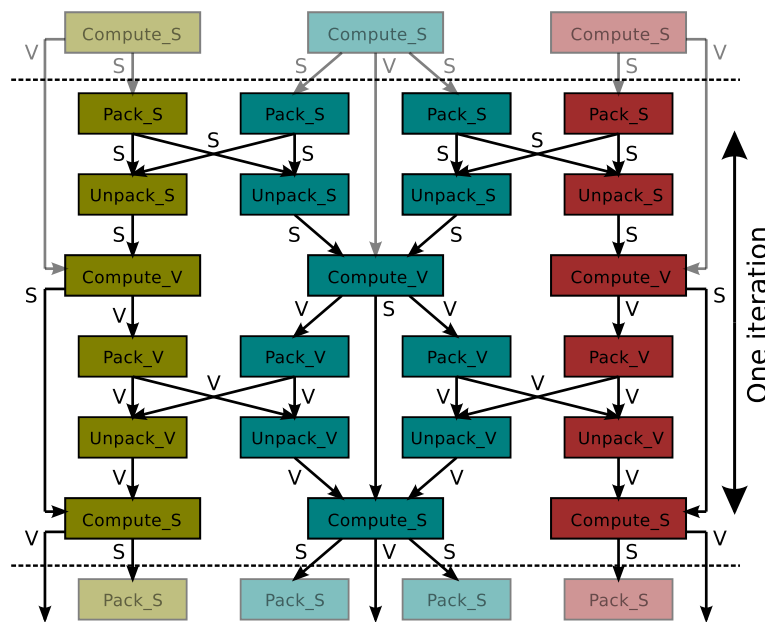 Compute_S Compute_S Compute_S
V S S V S S V
Pack_S Pack_S Pack_S Pack_S
S S S S S S
Unpack_S Unpack_S Unpack_S Unpack_S
S S S S
Compute_V Compute_V Compute_V
S V V S V V S
Pack_V Pack_V Pack_V Pack_V
V V V V V V
Unpack_V Unpack_V Unpack_V Unpack_V
V V V V
Compute_S Compute_S Compute_S
V S S V S S V
Pack_S Pack_S Pack_S Pack_S
One iteration